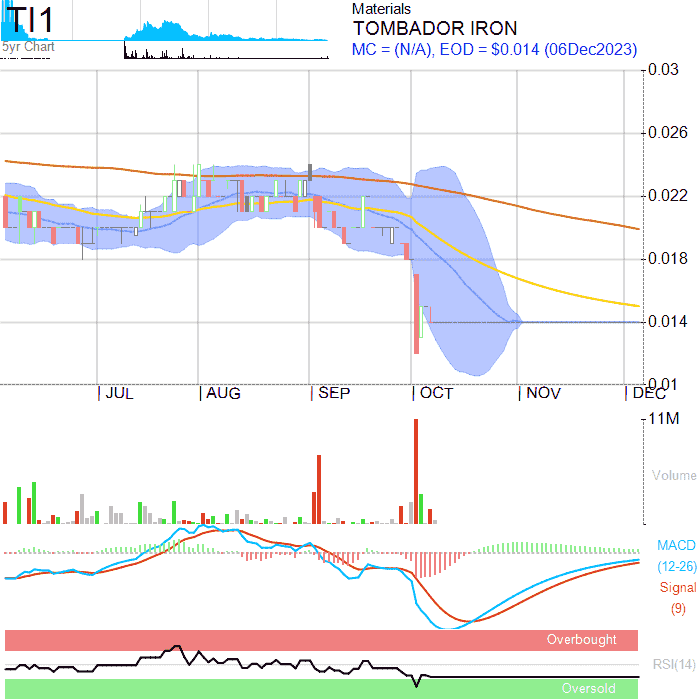 TI1
5yr Chart
Materials
TOMBADOR IRON
MC = (N/A), EOD = $0.014 (06Dec2023)
0.03
0.026
0.022
0.018
0.014
0.01
JUL AUG SEP OCT NOV DEC
11M
Volume
MACD
(12-26)
Signal
(9)
Overbought
RSI(14)
Oversold